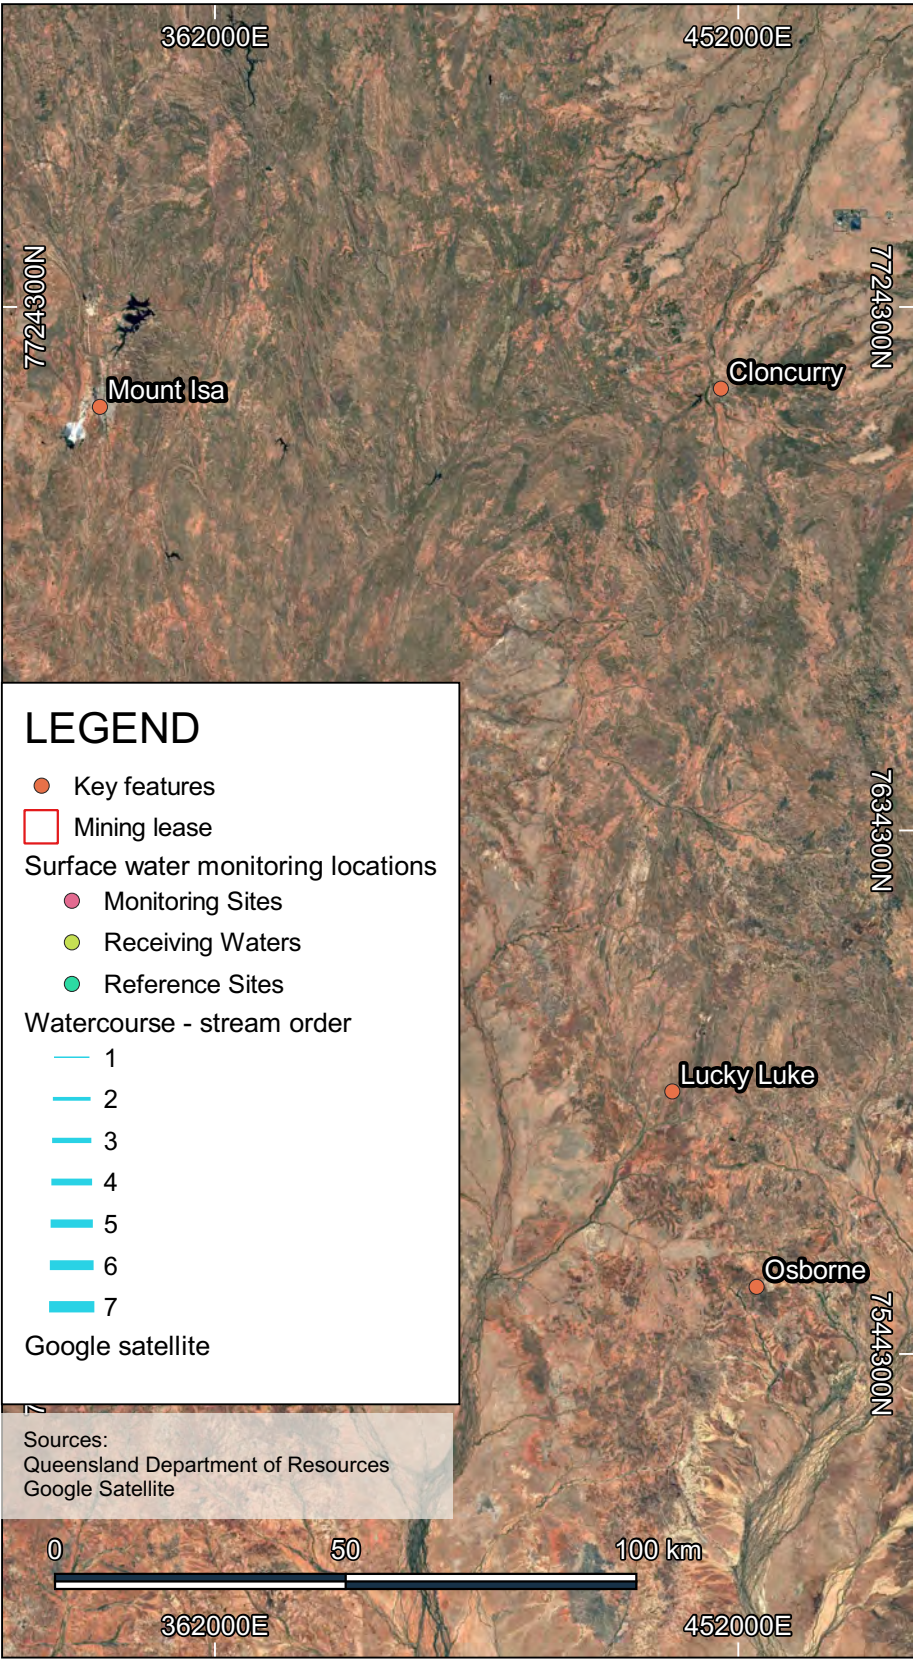 362000E
452000E
7724300N
7724300N
Mount Isa
Cloncurry
LEGEND
Key features
Mining lease
Surface water monitoring locations
Monitoring Sites
Receiving Waters
Reference Sites
Watercourse - stream order
1
2
3
4
5
6
7
Google satellite
7634300N
Lucky Luke
Osborne
7544300N
7
Sources:
Queensland Department of Resources
Google Satellite
0 50 100 km
362000E
452000E